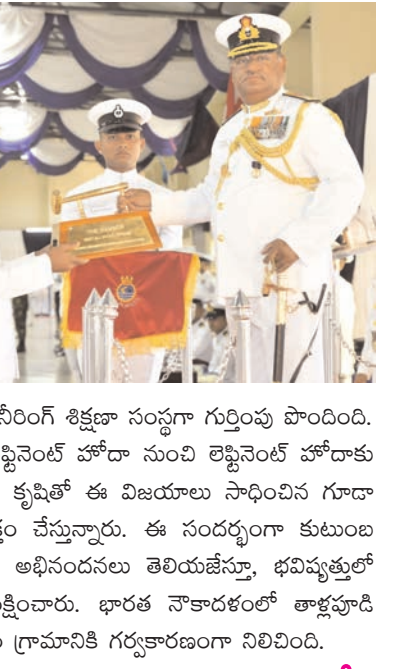 నీరింగ్ శిక్షణా సంస్థగా గుర్తింపు పొందింది.
ఫ్టినెంట్ హోదా నుంచి లెఫ్టినెంట్ హోదాకు
కృషితో ఈ విజయాలు సాధించిన గూడా
క్తం చేస్తున్నారు. ఈ సందర్భంగా కుటుంబ
అభినందనలు తెలియజేస్తూ, భవిష్యత్తులో
క్షించారు. భారత నౌకాదళంలో తాళ్లపూడి
గ్రామానికి గర్వకారణంగా నిలిచింది.